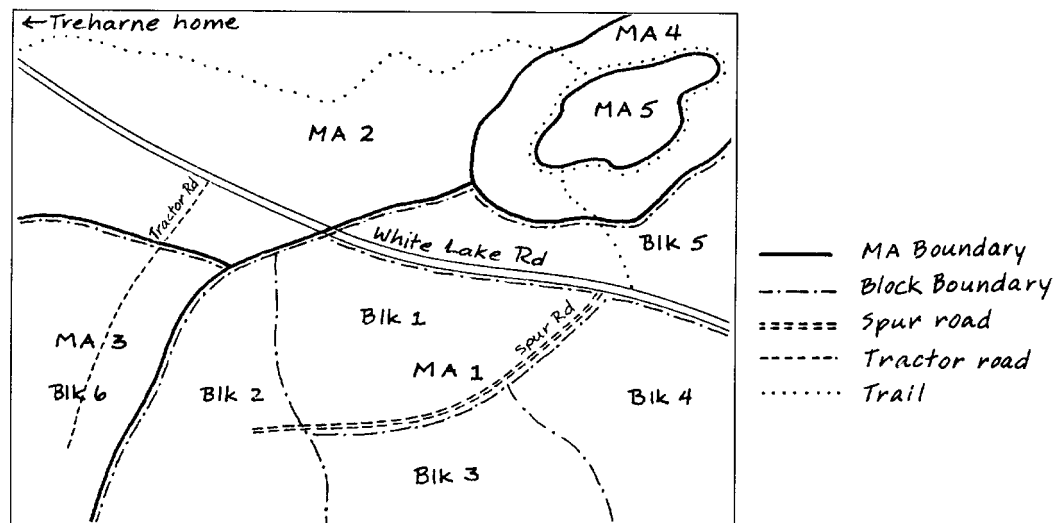 ←Treharne home
MA 4
MA 5
MA 2
Tractor Rd
White Lake Rd
Blk 5
Blk 1
Spur Rd
MA 3
MA 1
Blk 6
Blk 2
Blk 4
Blk 3
MA Boundary
Block Boundary
Spur road
Tractor road
Trail